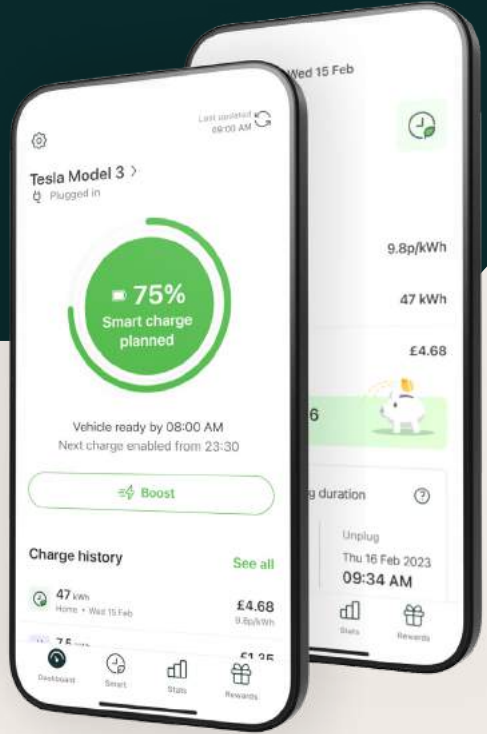 Last updated
09:00 AM
Tesla Model 3 >
Plugged in
75%
Smart charge
planned
Vehicle ready by 08:00 AM
Next charge enabled from 23:30
Boost
Charge history
See all
47 kWh
£4.68
Home • Wed 15 Feb
9.8p/kWh
7.5 kWh
£1.35
Dashboard
Smart
Stats
Rewards
Wed 15 Feb
9.8p/kWh
47 kWh
£4.68
6
g duration
Unplug
Thu 16 Feb 2023
09:34 AM
Stats
Rewards